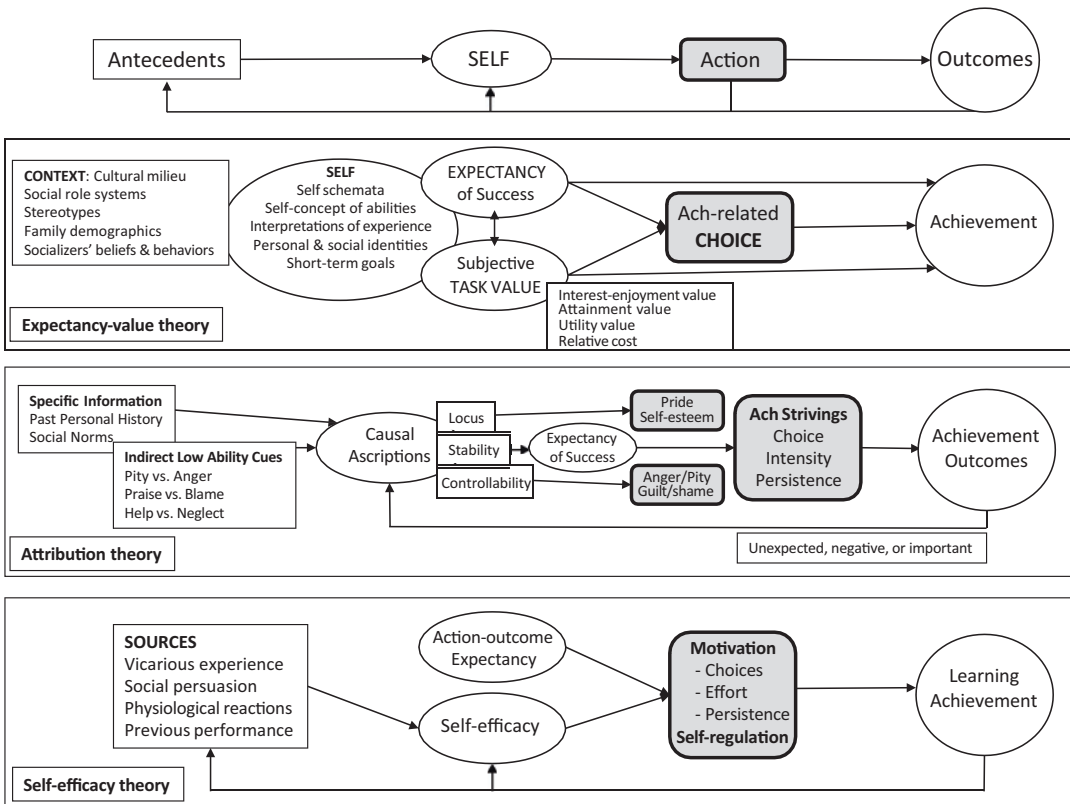 Antecedents
SELF
Action
Outcomes
CONTEXT: Cultural milieu
Social role systems
Stereotypes
Family demographics
Socializers' beliefs & behaviors
SELF
Self schemata
Self-concept of abilities
Interpretations of experience
Personal & social identities
Short-term goals
EXPECTANCY
of Success
Subjective
TASK VALUE
Interest-enjoyment value
Attainment value
Utility value
Relative cost
Ach-related
CHOICE
Achievement
Expectancy-value theory
Specific Information
Past Personal History
Social Norms
Indirect Low Ability Cues
Pity vs. Anger
Praise vs. Blame
Help vs. Neglect
Causal
Ascriptions
Locus
Stability
Controllability
Expectancy
of Success
Pride
Self-esteem
Anger/Pity
Guilt/shame
Ach Strivings
Choice
Intensity
Persistence
Achievement
Outcomes
Unexpected, negative, or important
Attribution theory
SOURCES
Vicarious experience
Social persuasion
Physiological reactions
Previous performance
Action-outcome
Expectancy
Self-efficacy
Motivation
- Choices
- Effort
- Persistence
Self-regulation
Learning
Achievement
Self-efficacy theory